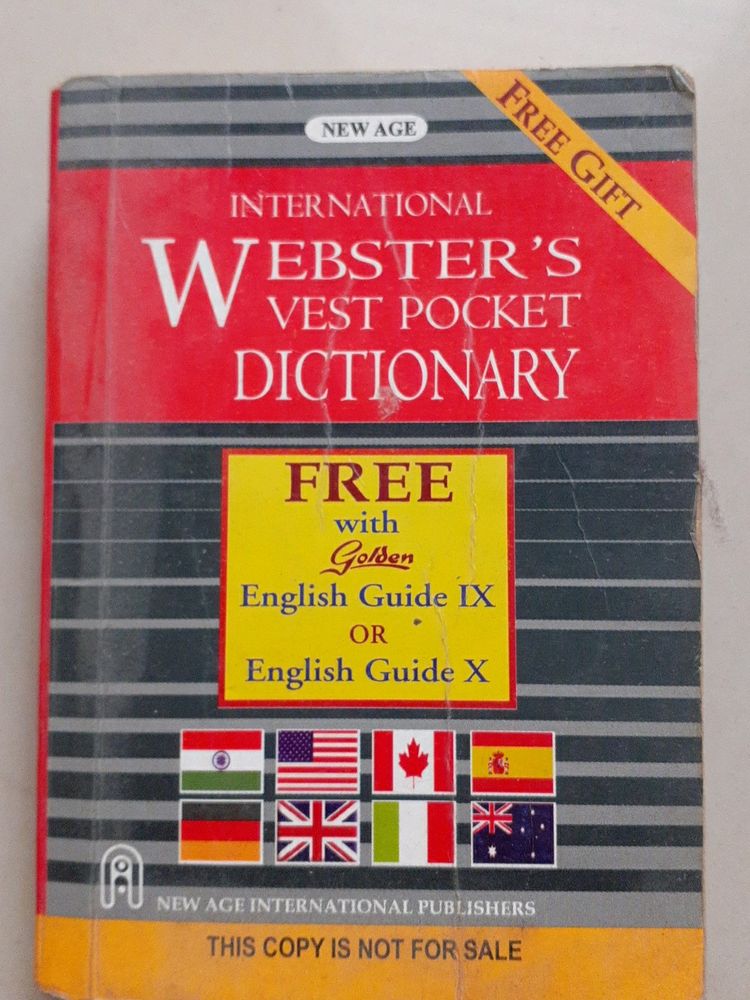 NEW AGE
FREE GIFT
INTERNATIONAL
WEBSTER'S
VEST POCKET
DICTIONARY
FREE
with
Golden
English Guide IX
OR
English Guide X
NEW AGE INTERNATIONAL PUBLISHERS
THIS COPY IS NOT FOR SALE